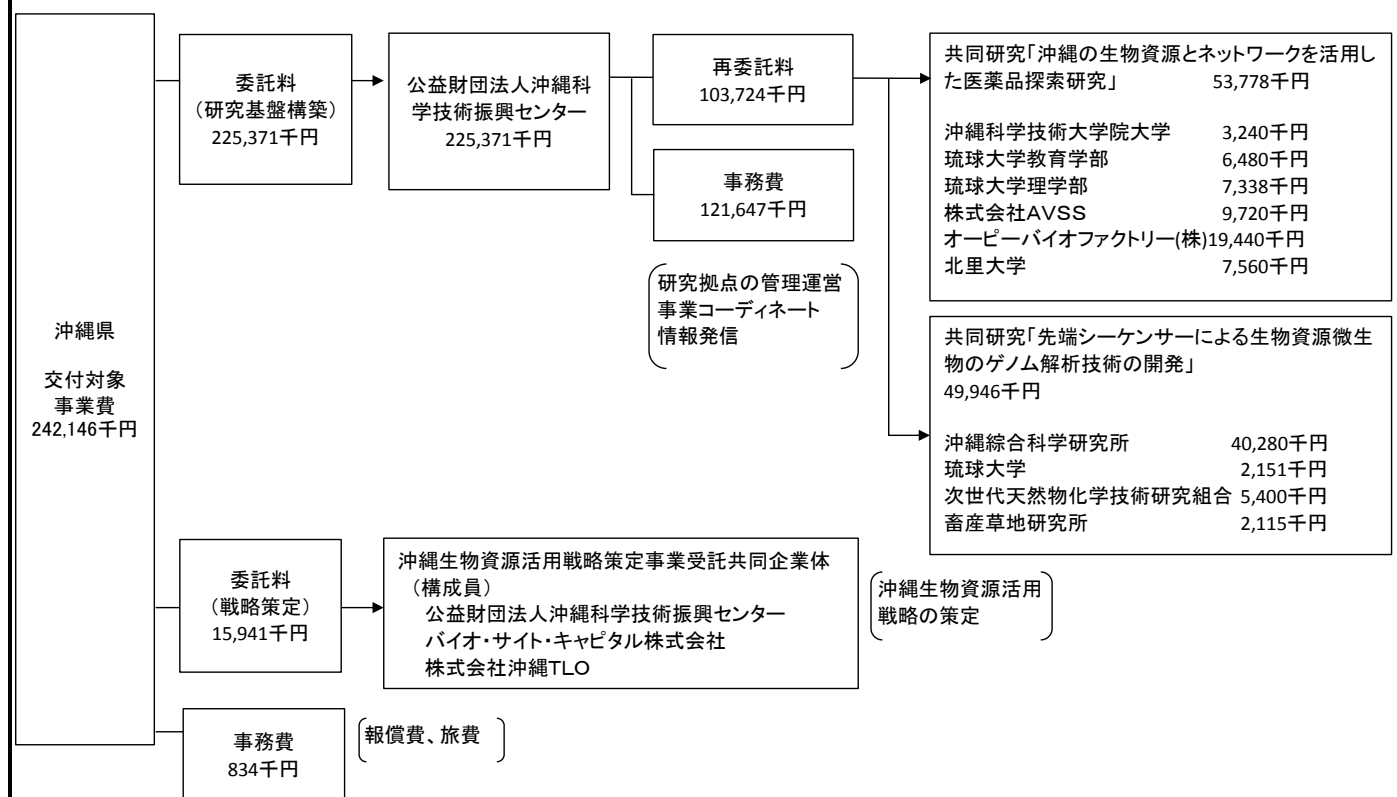 沖縄県
交付対象
事業費
242,146千円
委託料
(研究基盤構築)
225,371千円
公益財団法人沖縄科
学技術振興センター
225,371千円
再委託料
103,724千円
事務費
121,647千円
研究拠点の管理運営
事業コーディネート
情報発信
共同研究「沖縄の生物資源とネットワークを活用し
た医薬品探索研究」 53,778千円
沖縄科学技術大学院大学 3,240千円
琉球大学教育学部 6,480千円
琉球大学理学部 7,338千円
株式会社AVSS 9,720千円
オーピーバイオファクトリー(株)19,440千円
北里大学 7,560千円
共同研究「先端シーケンサーによる生物資源微生
物のゲノム解析技術の開発」
49,946千円
沖縄綜合科学研究所 40,280千円
琉球大学 2,151千円
次世代天然物化学技術研究組合 5,400千円
畜産草地研究所 2,115千円
委託料
(戦略策定)
15,941千円
沖縄生物資源活用戦略策定事業受託共同企業体
(構成員)
公益財団法人沖縄科学技術振興センター
バイオ・サイト・キャピタル株式会社
株式会社沖縄TLO
沖縄生物資源活用
戦略の策定
事務費
834千円
報償費、旅費